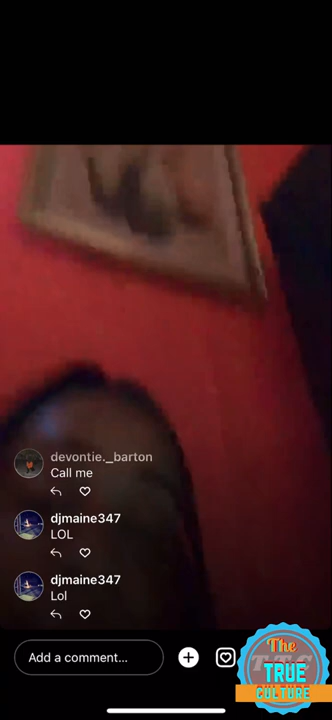 devontie._barton
Call me
djmaine347
LOL
djmaine347
Lol
Add a comment...
The
T.T.C
TRUE
CULTURE